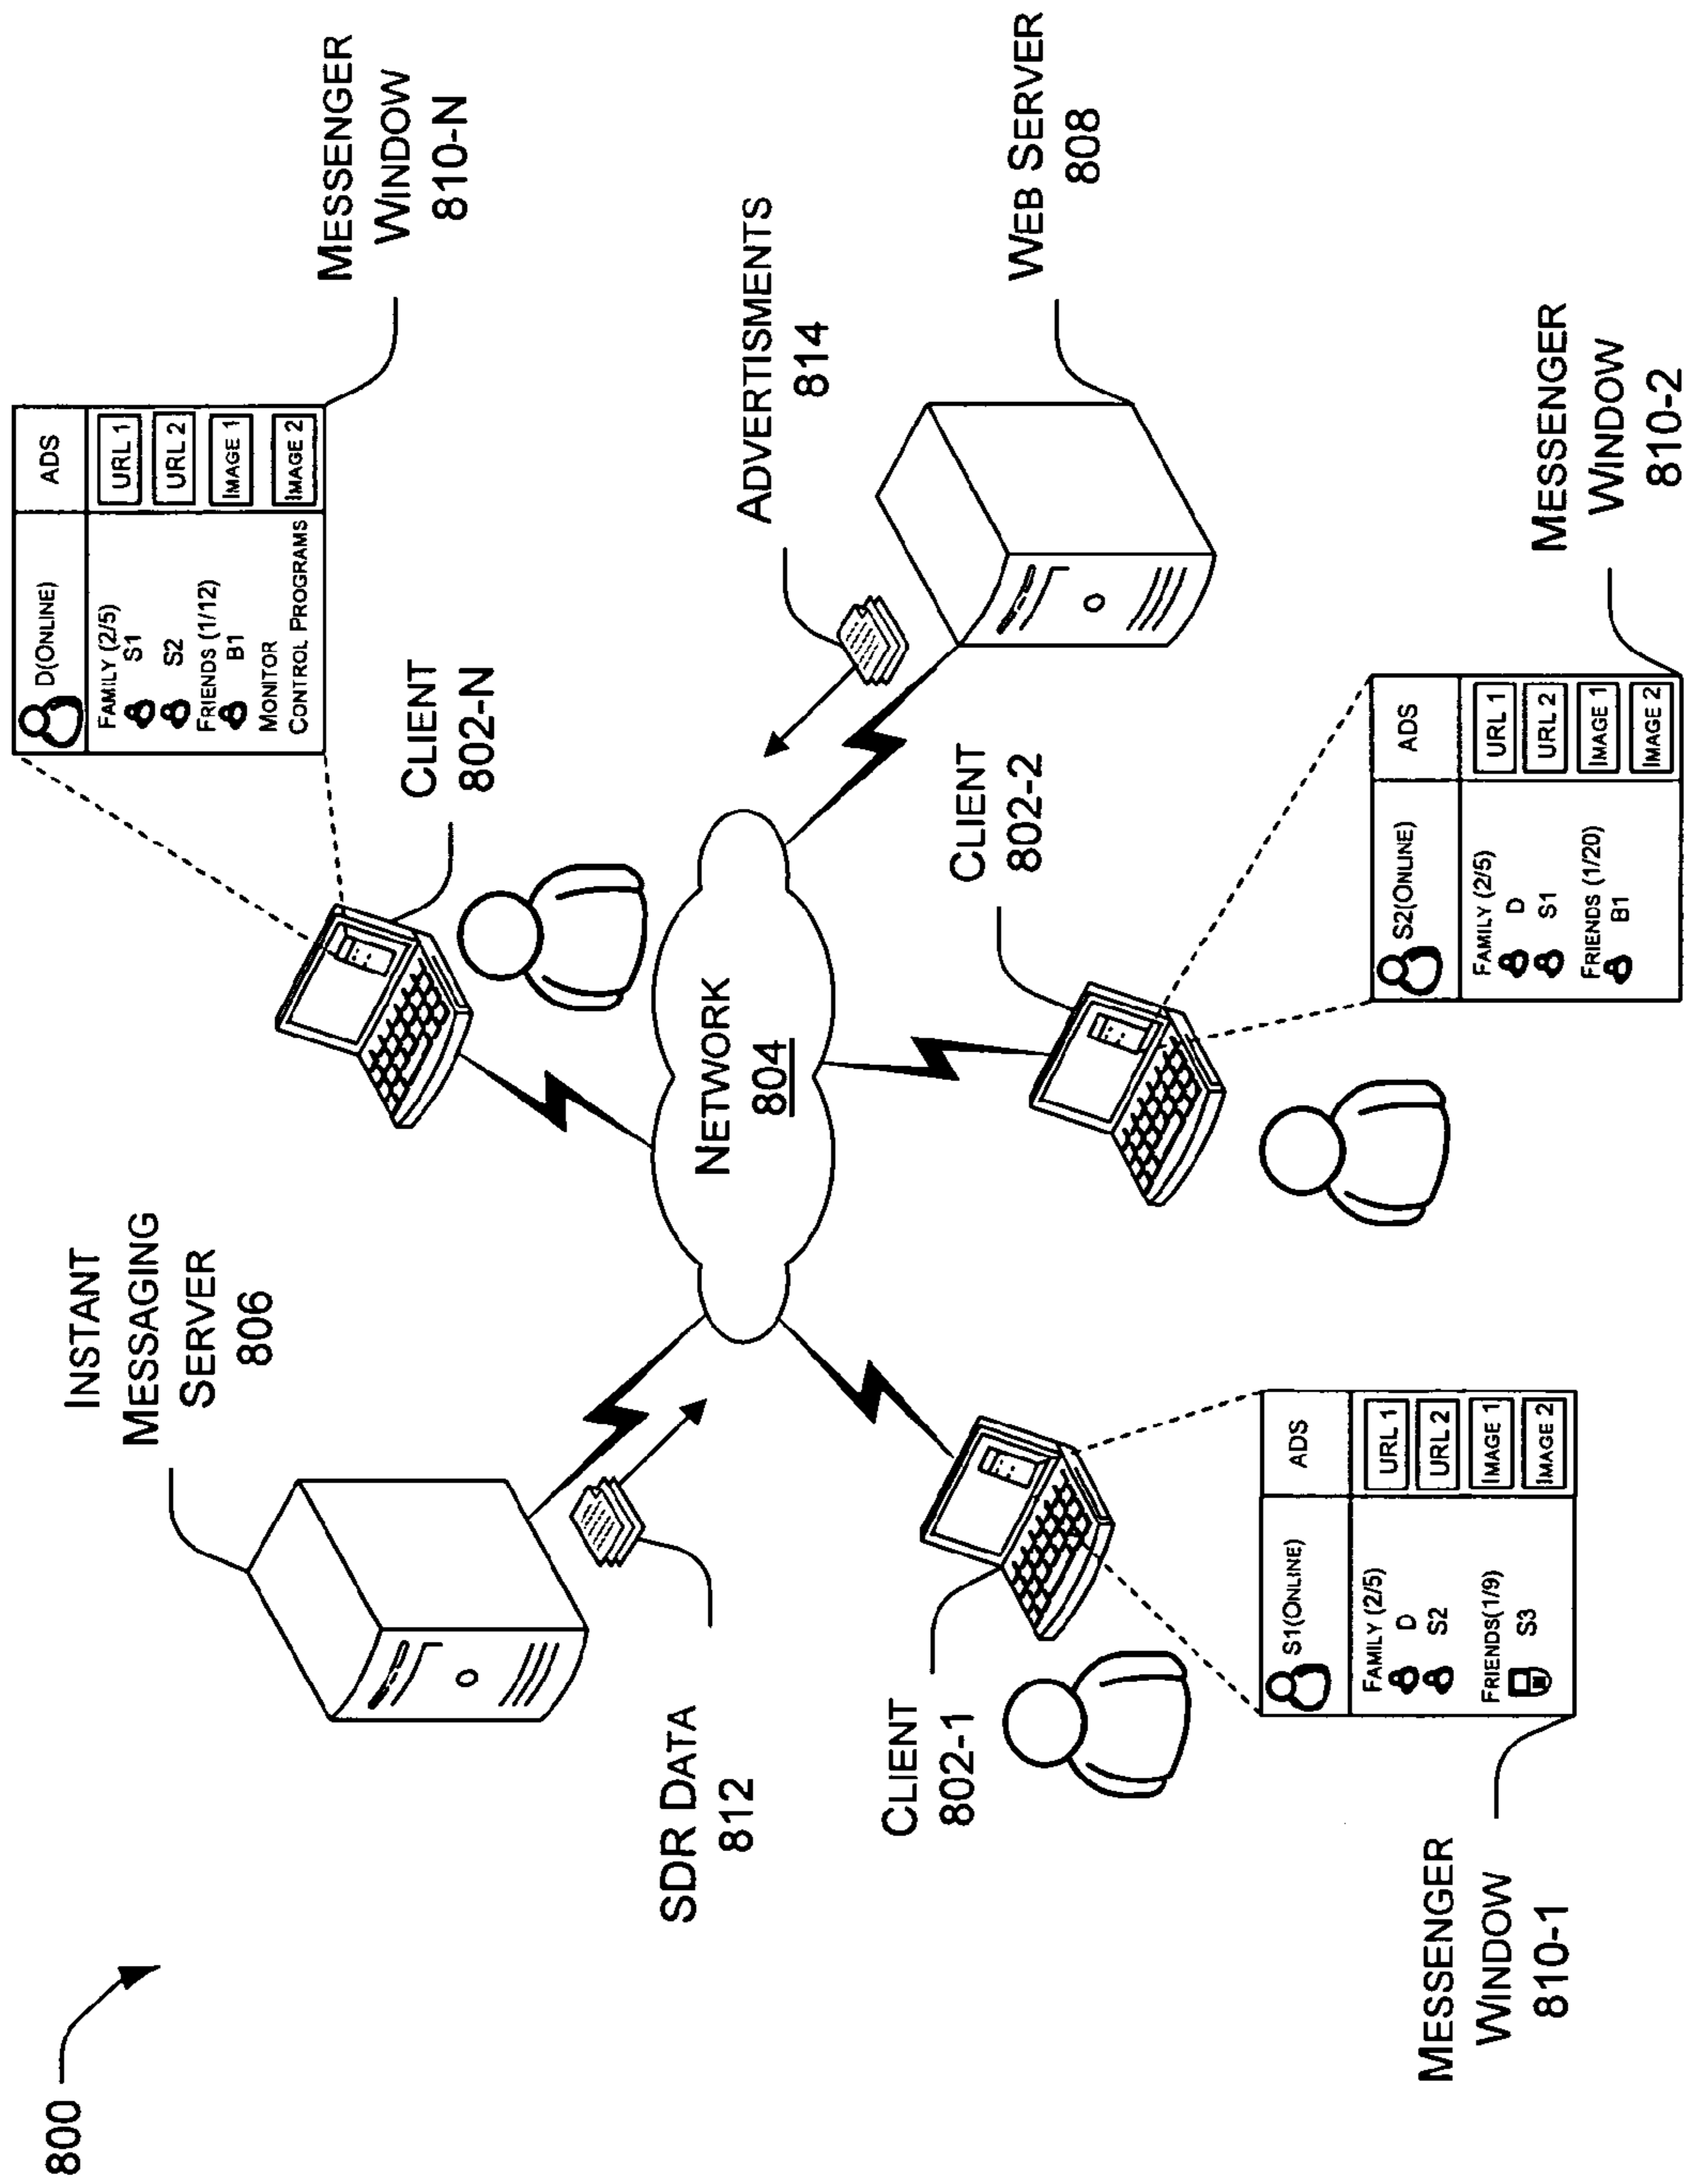 800
INSTANT
MESSAGING
SERVER
806
SDR DATA
812
D(ONLINE)
ADS
FAMILY (2/5)
S1
S2
FRIENDS (1/12)
B1
MONITOR
CONTROL PROGRAMS
URL 1
URL 2
IMAGE 1
IMAGE 2
MESSENGER
WINDOW
810-N
CLIENT
802-N
NETWORK
804
ADVERTISMENTS
814
WEB SERVER
808
CLIENT
802-1
S1(ONLINE)
ADS
FAMILY (2/5)
D
S2
FRIENDS(1/9)
S3
URL 1
URL 2
IMAGE 1
IMAGE 2
MESSENGER
WINDOW
810-1
CLIENT
802-2
S2(ONLINE)
ADS
FAMILY (2/5)
D
S1
FRIENDS (1/20)
B1
URL 1
URL 2
IMAGE 1
IMAGE 2
MESSENGER
WINDOW
810-2